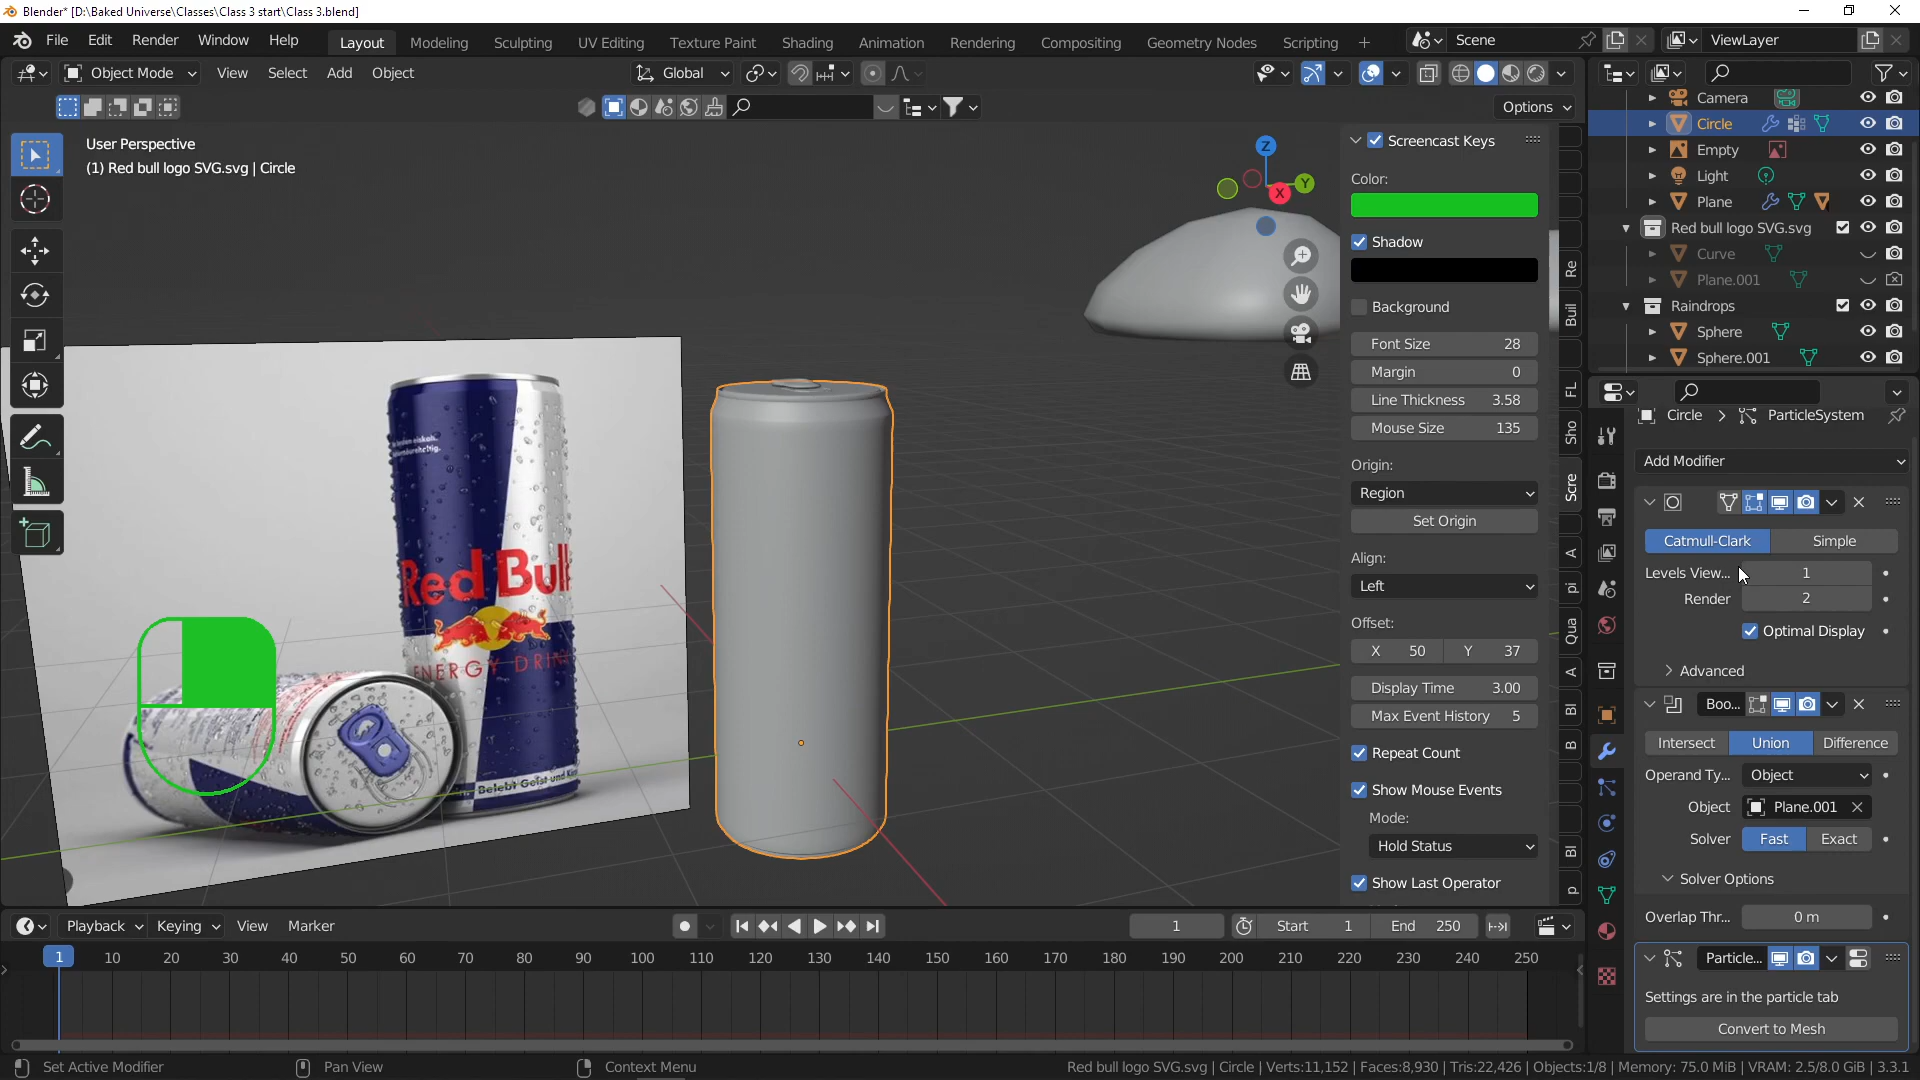 Blender* [D:\Baked Universe\Classes\Class 3 start\Class 3.blend]
File Edit Render Window Help
Layout Modeling Sculpting UV Editing Texture Paint Shading Animation Rendering Compositing Geometry Nodes Scripting +
Scene
ViewLayer
Object Mode View Select Add Object
Global
Options
User Perspective
(1) Red bull logo SVG.svg | Circle
Z
Y
X
Screencast Keys
Color:
Shadow
Background
Font Size 28
Margin 0
Line Thickness 3.58
Mouse Size 135
Origin:
Region
Set Origin
Align:
Left
Offset:
X 50 Y 37
Display Time 3.00
Max Event History 5
Repeat Count
Show Mouse Events
Mode:
Hold Status
Show Last Operator
Re
Buil
FL
Sho
Scre
A
pi
Qua
A
Bl
B
Bl
p
Camera
Circle
Empty
Light
Plane
Red bull logo SVG.svg
Curve
Plane.001
Raindrops
Sphere
Sphere.001
Circle > ParticleSystem
Add Modifier
Catmull-Clark Simple
Levels View... 1
Render 2
Optimal Display
Advanced
Boo...
Intersect Union Difference
Operand Ty... Object
Object Plane.001
Solver Fast Exact
Solver Options
Overlap Thr... 0 m
Particle...
Settings are in the particle tab
Convert to Mesh
Red Bull
ENERGY DRINK
Belebt Geist und
Playback Keying View Marker
1 Start 1 End 250
1 10 20 30 40 50 60 70 80 90 100 110 120 130 140 150 160 170 180 190 200 210 220 230 240 250
Set Active Modifier Pan View Context Menu
Red bull logo SVG.svg | Circle | Verts:11,152 | Faces:8,930 | Tris:22,426 | Objects:1/8 | Memory: 75.0 MiB | VRAM: 2.5/8.0 GiB | 3.3.1